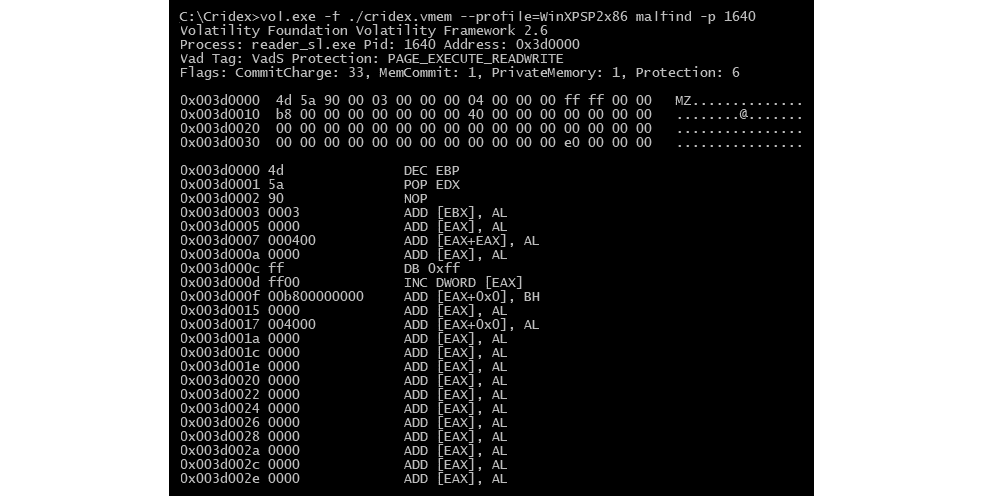 C:\Cridex>vol.exe -f ./cridex.vmem --profile=WinXPSP2x86 malfind -p 1640
Volatility Foundation Volatility Framework 2.6
Process: reader_sl.exe Pid: 1640 Address: 0x3d0000
Vad Tag: VadS Protection: PAGE_EXECUTE_READWRITE
Flags: CommitCharge: 33, MemCommit: 1, PrivateMemory: 1, Protection: 6
0x003d0000  4d 5a 90 00 03 00 00 00 04 00 00 00 ff ff 00 00   MZ..............
0x003d0010  b8 00 00 00 00 00 00 00 40 00 00 00 00 00 00 00   ........@.......
0x003d0020  00 00 00 00 00 00 00 00 00 00 00 00 00 00 00 00   ................
0x003d0030  00 00 00 00 00 00 00 00 00 00 00 00 e0 00 00 00   ................
0x003d0000 4d               DEC EBP
0x003d0001 5a               POP EDX
0x003d0002 90               NOP
0x003d0003 0003             ADD [EBX], AL
0x003d0005 0000             ADD [EAX], AL
0x003d0007 000400           ADD [EAX+EAX], AL
0x003d000a 0000             ADD [EAX], AL
0x003d000c ff               DB 0xff
0x003d000d ff00             INC DWORD [EAX]
0x003d000f 00b800000000     ADD [EAX+0x0], BH
0x003d0015 0000             ADD [EAX], AL
0x003d0017 004000           ADD [EAX+0x0], AL
0x003d001a 0000             ADD [EAX], AL
0x003d001c 0000             ADD [EAX], AL
0x003d001e 0000             ADD [EAX], AL
0x003d0020 0000             ADD [EAX], AL
0x003d0022 0000             ADD [EAX], AL
0x003d0024 0000             ADD [EAX], AL
0x003d0026 0000             ADD [EAX], AL
0x003d0028 0000             ADD [EAX], AL
0x003d002a 0000             ADD [EAX], AL
0x003d002c 0000             ADD [EAX], AL
0x003d002e 0000             ADD [EAX], AL